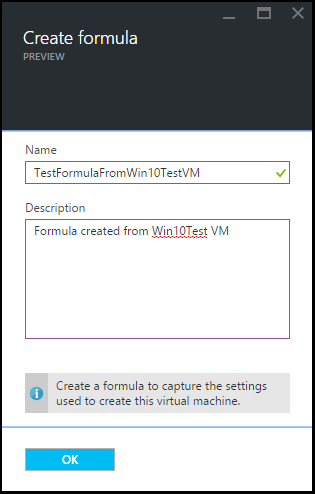 Create formula
PREVIEW
Name
TestFormulaFromWin10TestVM
Description
Formula created from Win10Test VM
Create a formula to capture the settings
used to create this virtual machine.
OK